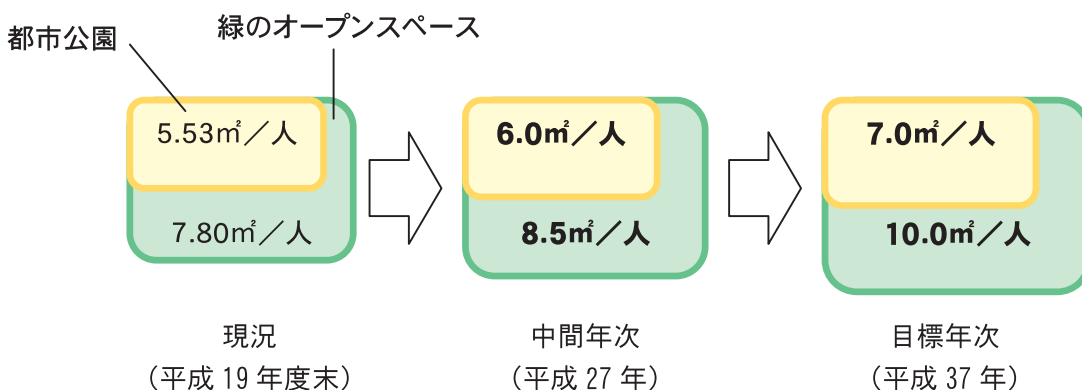 都市公園
緑のオープンスペース
5.53㎡／人
7.80㎡／人
6.0㎡／人
8.5㎡／人
7.0㎡／人
10.0㎡／人
現況
（平成 19 年度末）
中間年次
（平成 27 年）
目標年次
（平成 37 年）